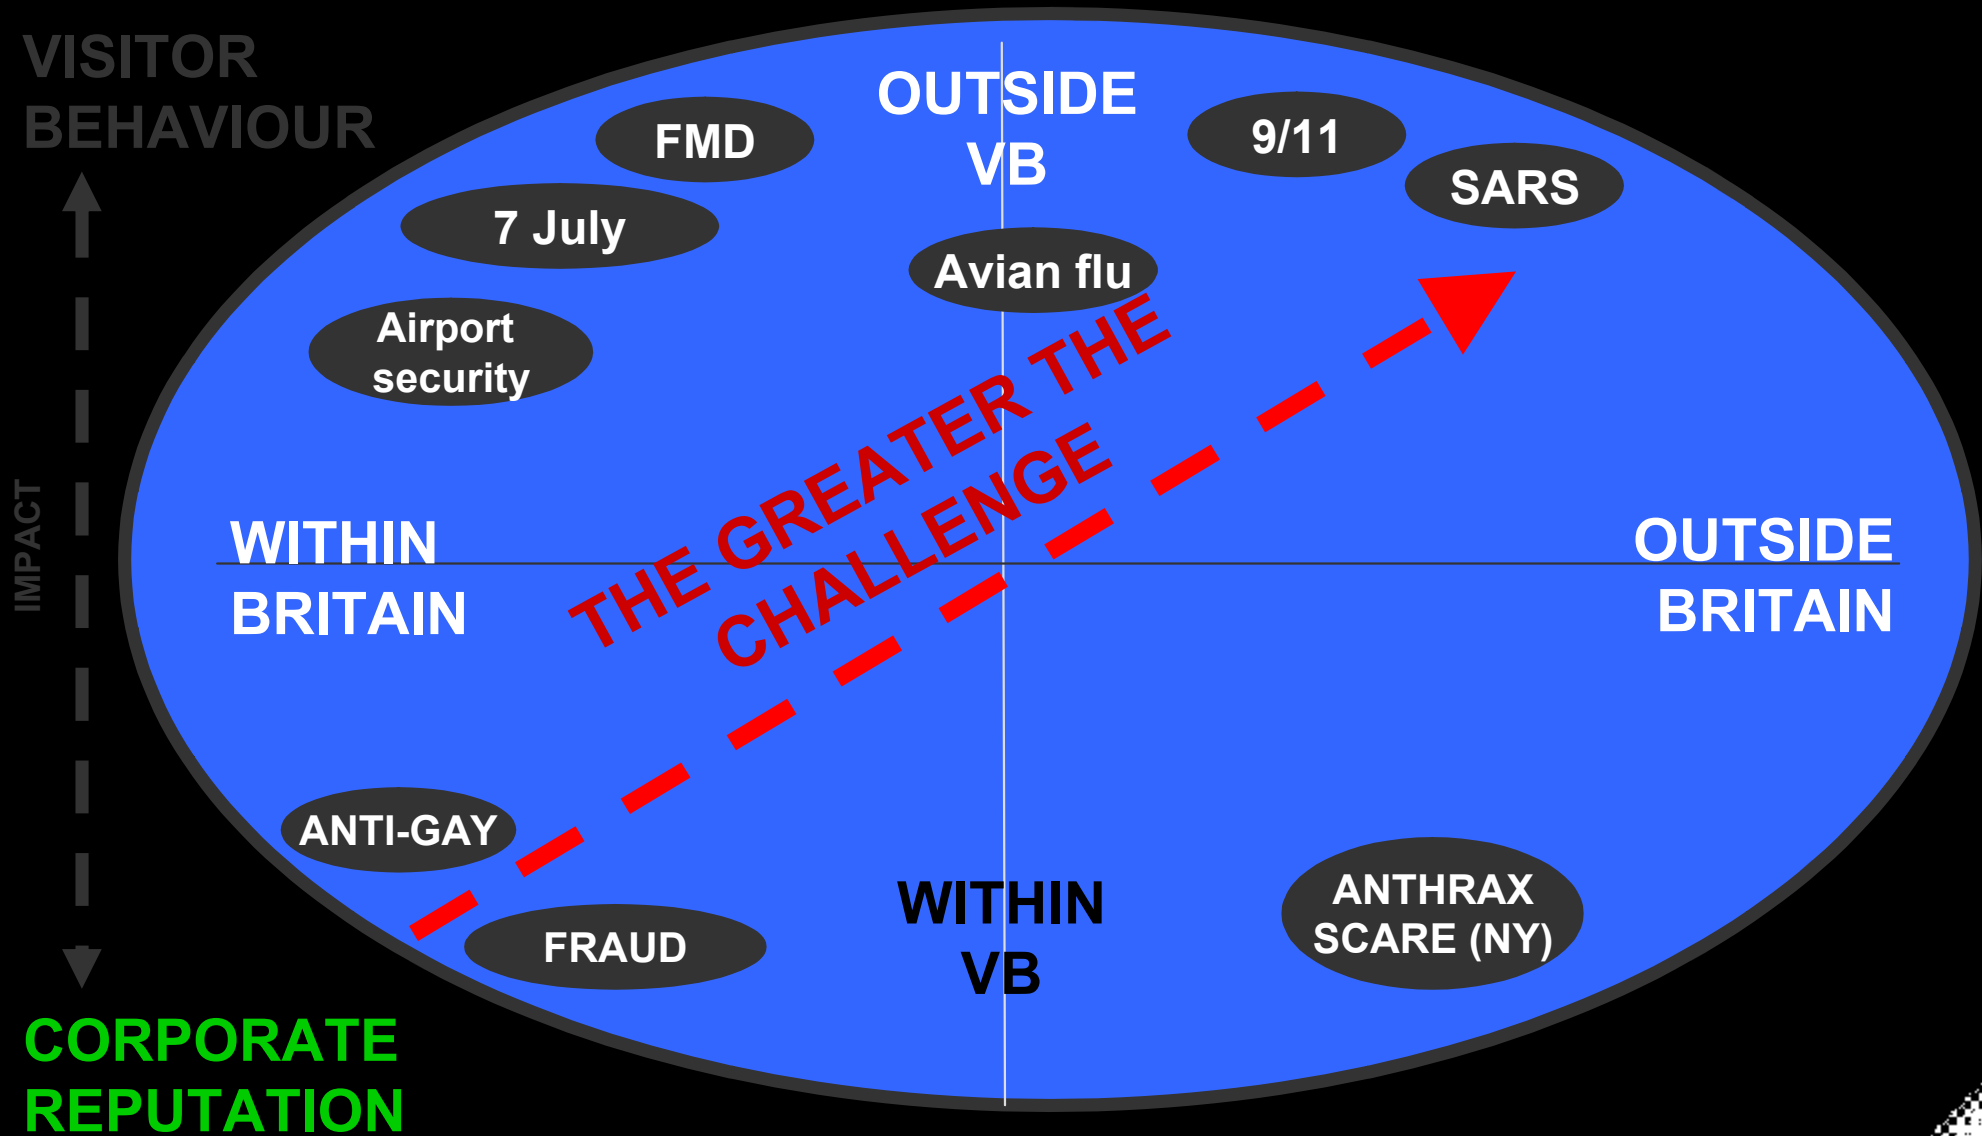 VISITOR
BEHAVIOUR
OUTSIDE
VB
FMD
9/11
SARS
7 July
Avian flu
Airport
security
THE GREATER THE
CHALLENGE
IMPACT
WITHIN
BRITAIN
OUTSIDE
BRITAIN
ANTI-GAY
FRAUD
WITHIN
VB
ANTHRAX
SCARE (NY)
CORPORATE
REPUTATION